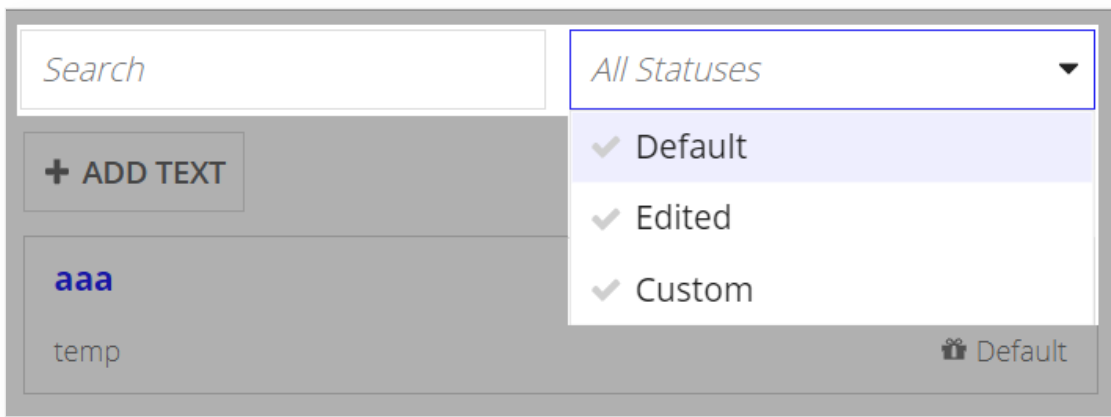 Search
All Statuses
Default
+ ADD TEXT
Edited
aaa
Custom
temp
Default